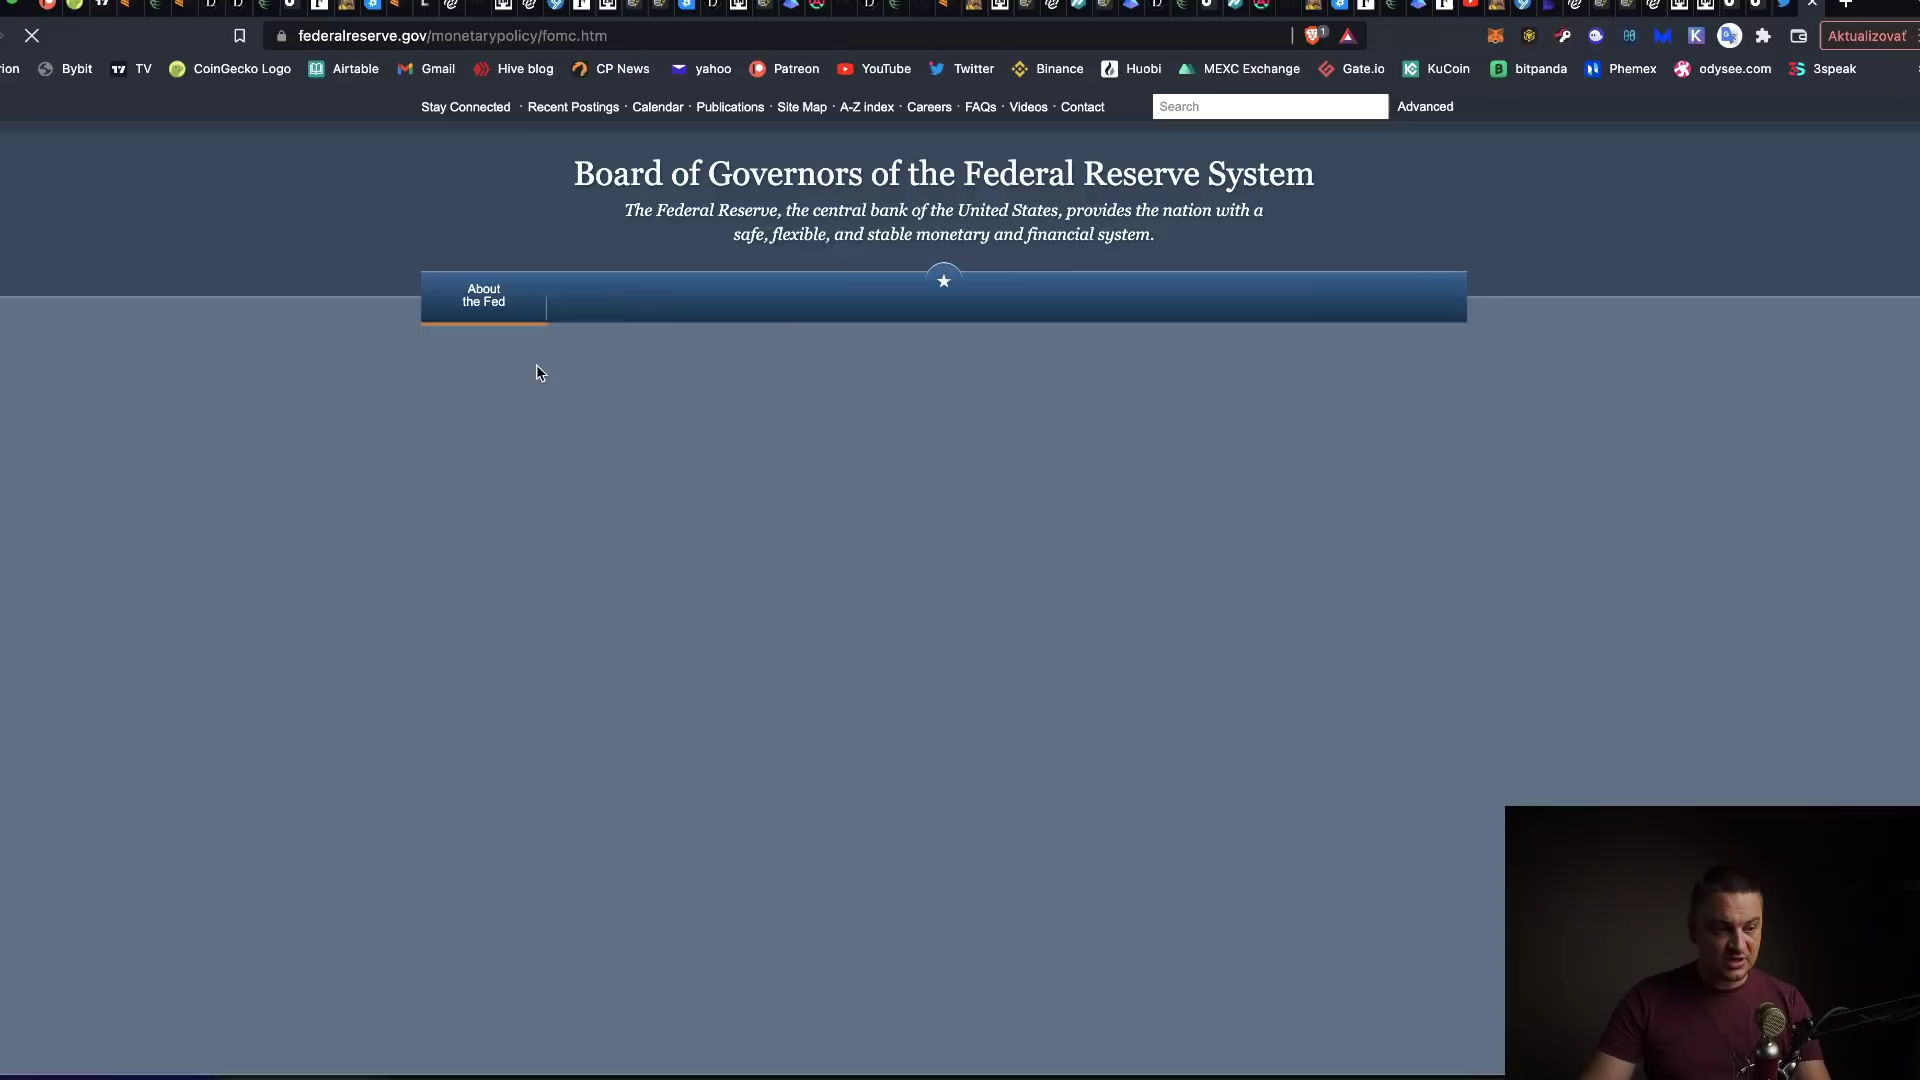 federalreserve.gov/monetarypolicy/fomc.htm
1
Aktualizovať
rion Bybit TV CoinGecko Logo Airtable Gmail Hive blog CP News yahoo Patreon YouTube Twitter Binance Huobi MEXC Exchange Gate.io KuCoin bitpanda Phemex odysee.com 3speak
Stay Connected · Recent Postings · Calendar · Publications · Site Map · A-Z index · Careers · FAQs · Videos · Contact
Search
Advanced
Board of Governors of the Federal Reserve System
The Federal Reserve, the central bank of the United States, provides the nation with a
safe, flexible, and stable monetary and financial system.
About
the Fed